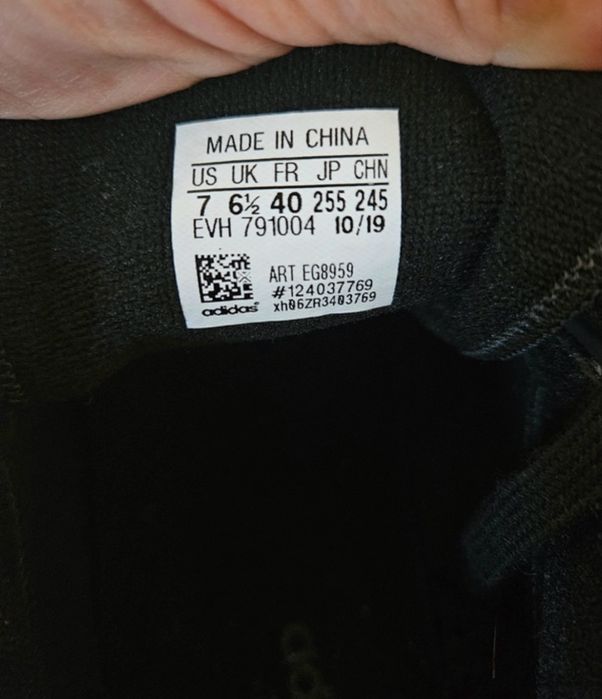 MADE IN CHINA
US UK FR JP CHN
7 6½ 40 255 245
EVH 791004 10/19
ART EG8959
#124037769
xh06ZR3403769
adidas